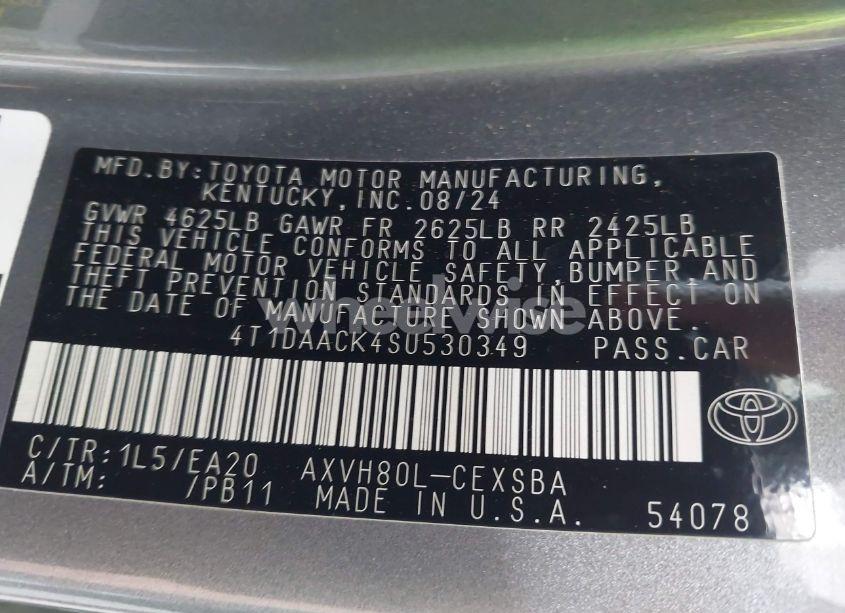 MFD.BY:TOYOTA MOTOR MANUFACTURING,
KENTUCKY,INC.08/24
GVWR 4625LB GAWR FR 2625LB RR 2425LB
THIS VEHICLE CONFORMS TO ALL APPLICABLE
FEDERAL MOTOR VEHICLE SAFETY,BUMPER AND
THEFT PREVENTION STANDARDS IN EFFECT ON
THE DATE OF MANUFACTURE SHOWN ABOVE.
wheelwise
4T1DAACK4SU530349 PASS.CAR
C/TR:1L5/EA20 AXVH80L-CEXSBA
A/TM: /PB11 MADE IN U.S.A. 54078